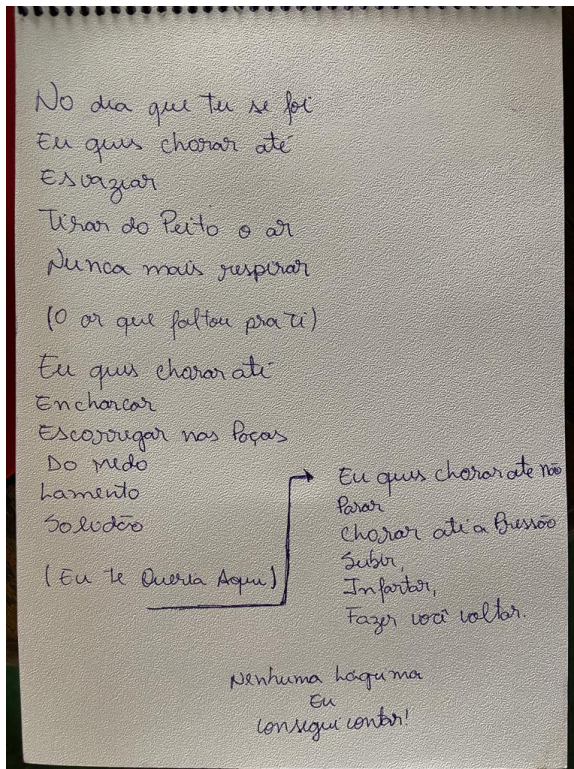 No dia que tu se foi
Eu quis chorar até
Esvaziar
Tirar do Peito o ar
Nunca mais respirar
(O ar que faltou pra ti)
Eu quis chorar até
Encharcar
Escorregar nas Poças
Do medo
Lamento
Solidão
(Eu te Queria Aqui)
Eu quis chorar ate não
Parar
Chorar até a Pressão
Subir,
Infartar,
Fazer você voltar.
Nenhuma Lágrima
Eu
consegui contar!